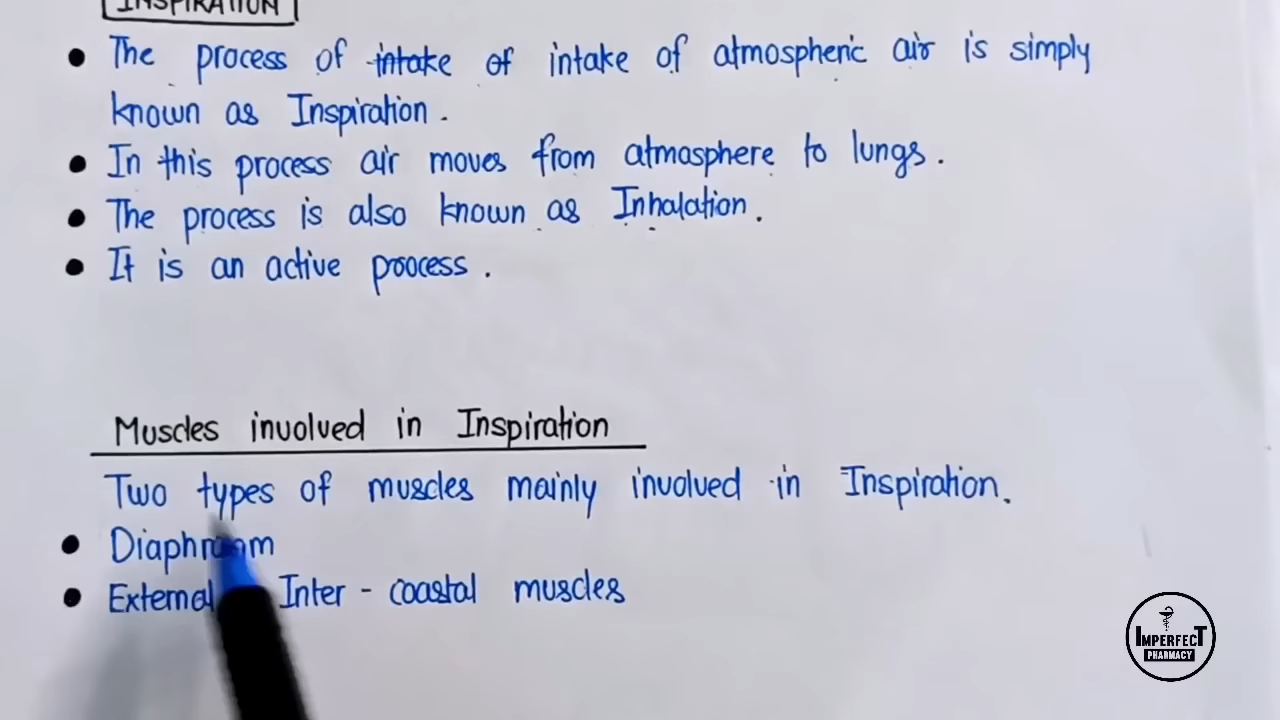 INSPIRATION
The process of intake of intake of atmospheric air is simply
known as Inspiration.
In this process air moves from atmosphere to lungs.
The process is also known as Inhalation.
It is an active process.
Muscles involved in Inspiration
Two types of muscles mainly involved in Inspiration.
Diaphragm
External Inter - coastal muscles
IMPERFECT
PHARMACY